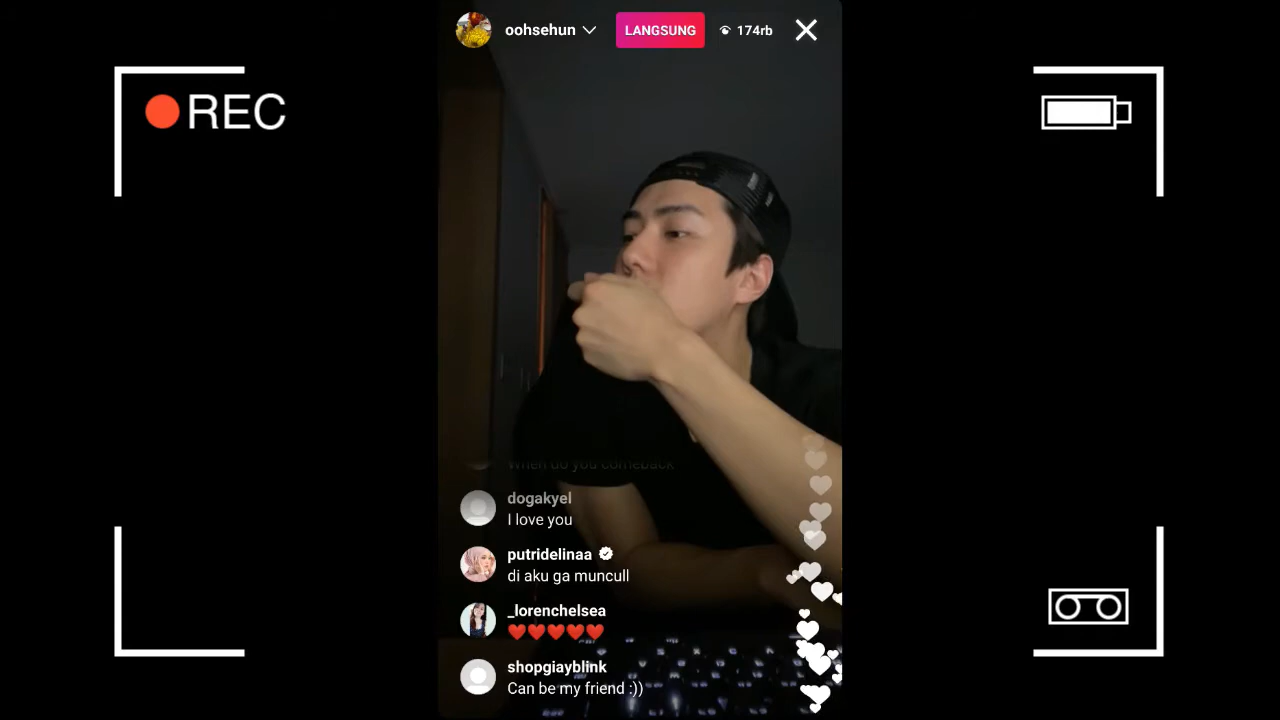 oohsehun
LANGSUNG
174rb
REC
When do you comeback
dogakyel
I love you
putridelinaa
di aku ga muncull
_lorenchelsea
❤❤❤❤❤
shopgiayblink
Can be my friend :))